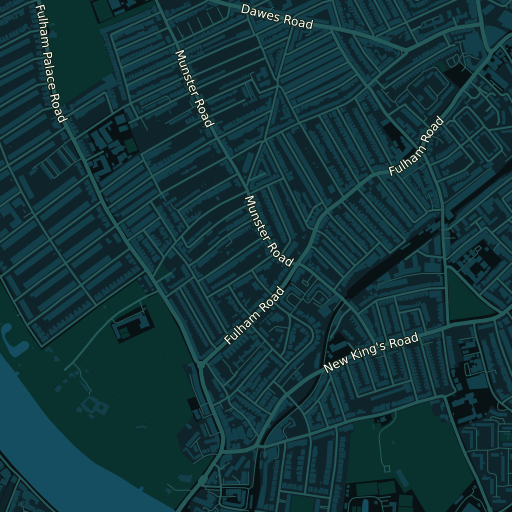 Dawes Road
Fulham Palace Road
Munster Road
Fulham Road
Munster Road
Fulham Road
New King's Road